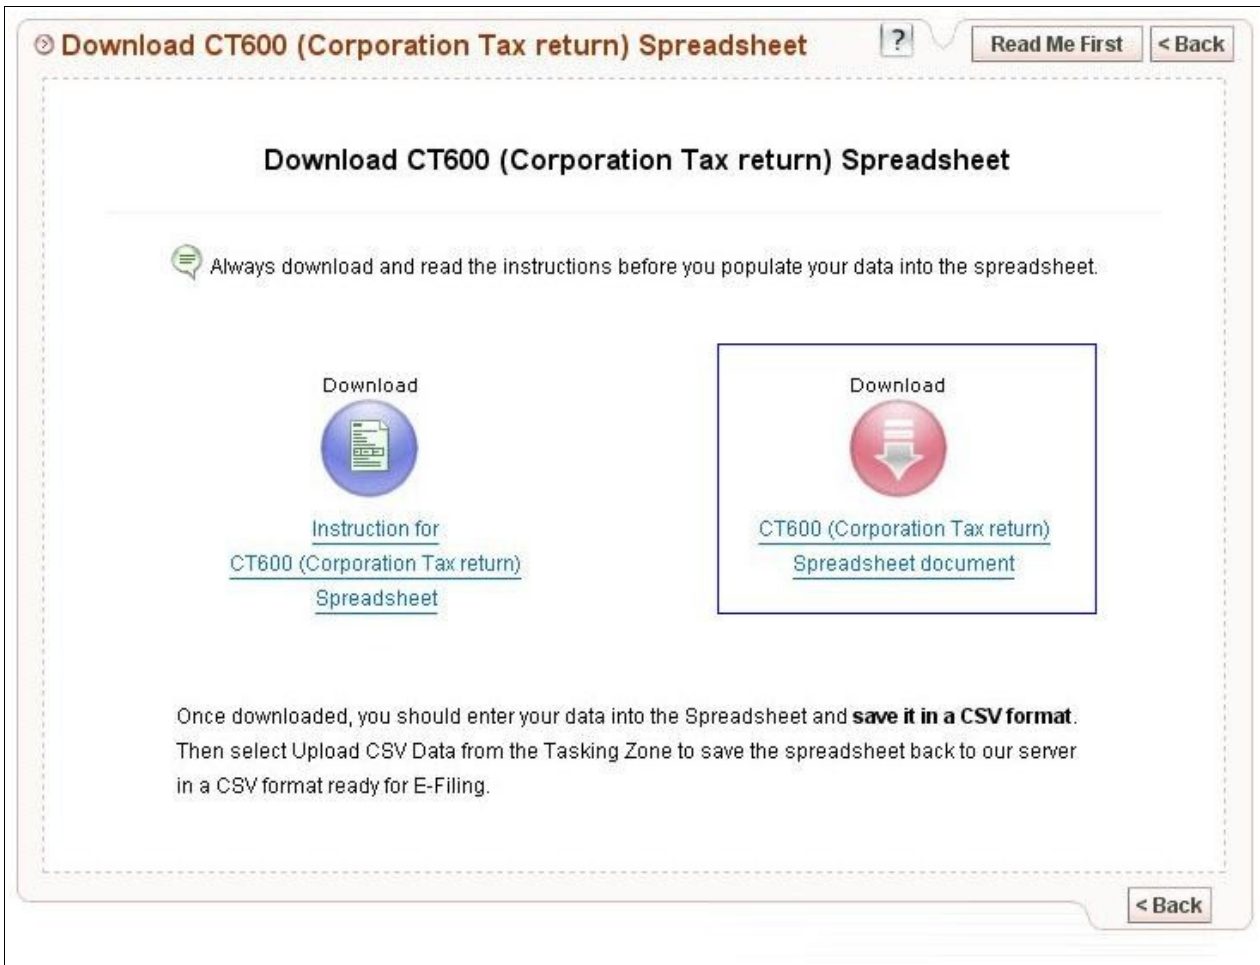 Download CT600 (Corporation Tax return) Spreadsheet
?
Read Me First
< Back
Download CT600 (Corporation Tax return) Spreadsheet
Always download and read the instructions before you populate your data into the spreadsheet.
Download
Instruction for
CT600 (Corporation Tax return)
Spreadsheet
Download
CT600 (Corporation Tax return)
Spreadsheet document
Once downloaded, you should enter your data into the Spreadsheet and save it in a CSV format.
Then select Upload CSV Data from the Tasking Zone to save the spreadsheet back to our server
in a CSV format ready for E-Filing.
< Back